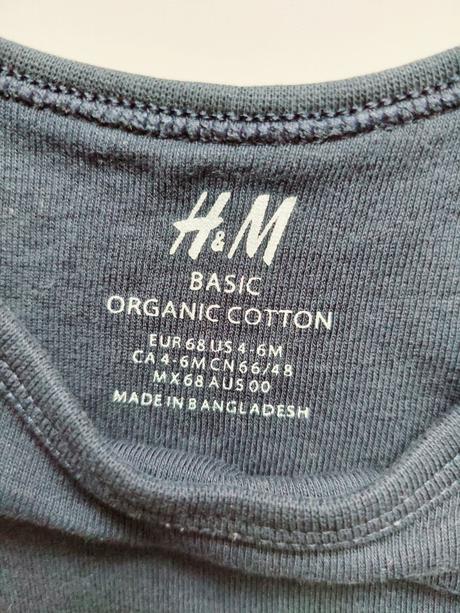 H&M
BASIC
ORGANIC COTTON
EUR 68 US 4-6M
CA 4-6M CN 66/48
MX 68 AUS 00
MADE IN BANGLADESH